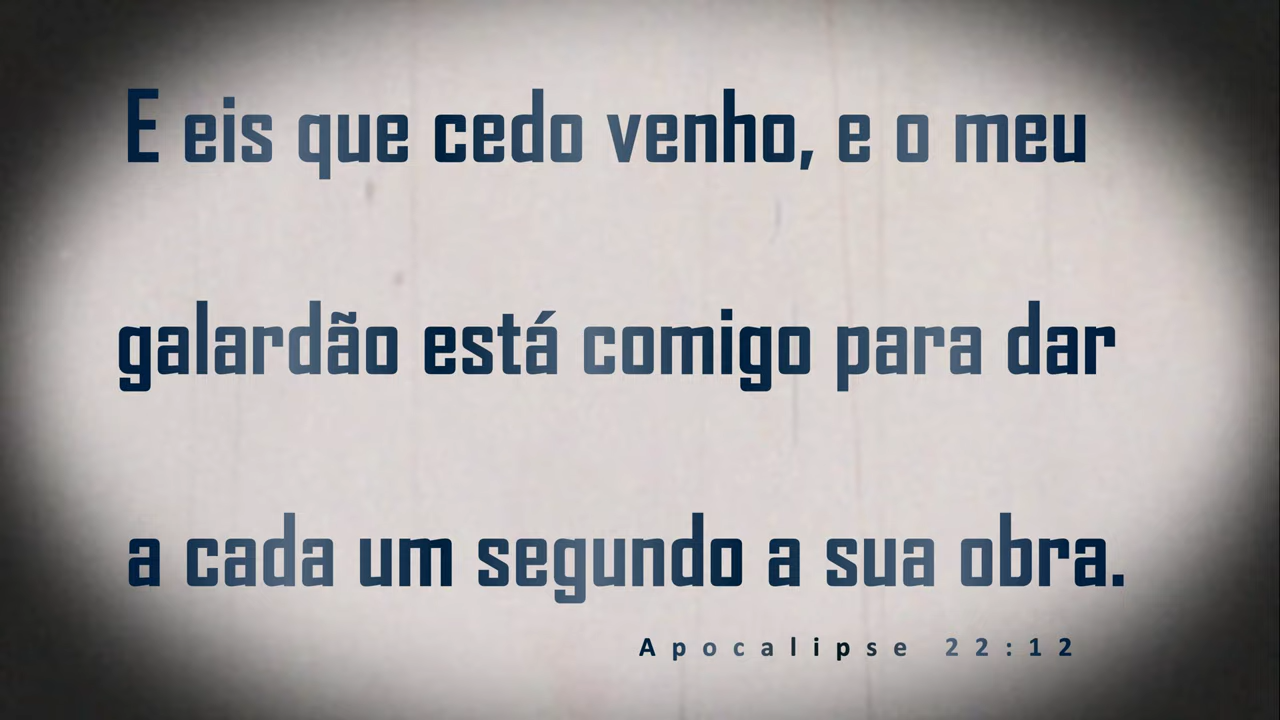 E eis que cedo venho, e o meu
galardão está comigo para dar
a cada um segundo a sua obra.
Apocalipse 22:12